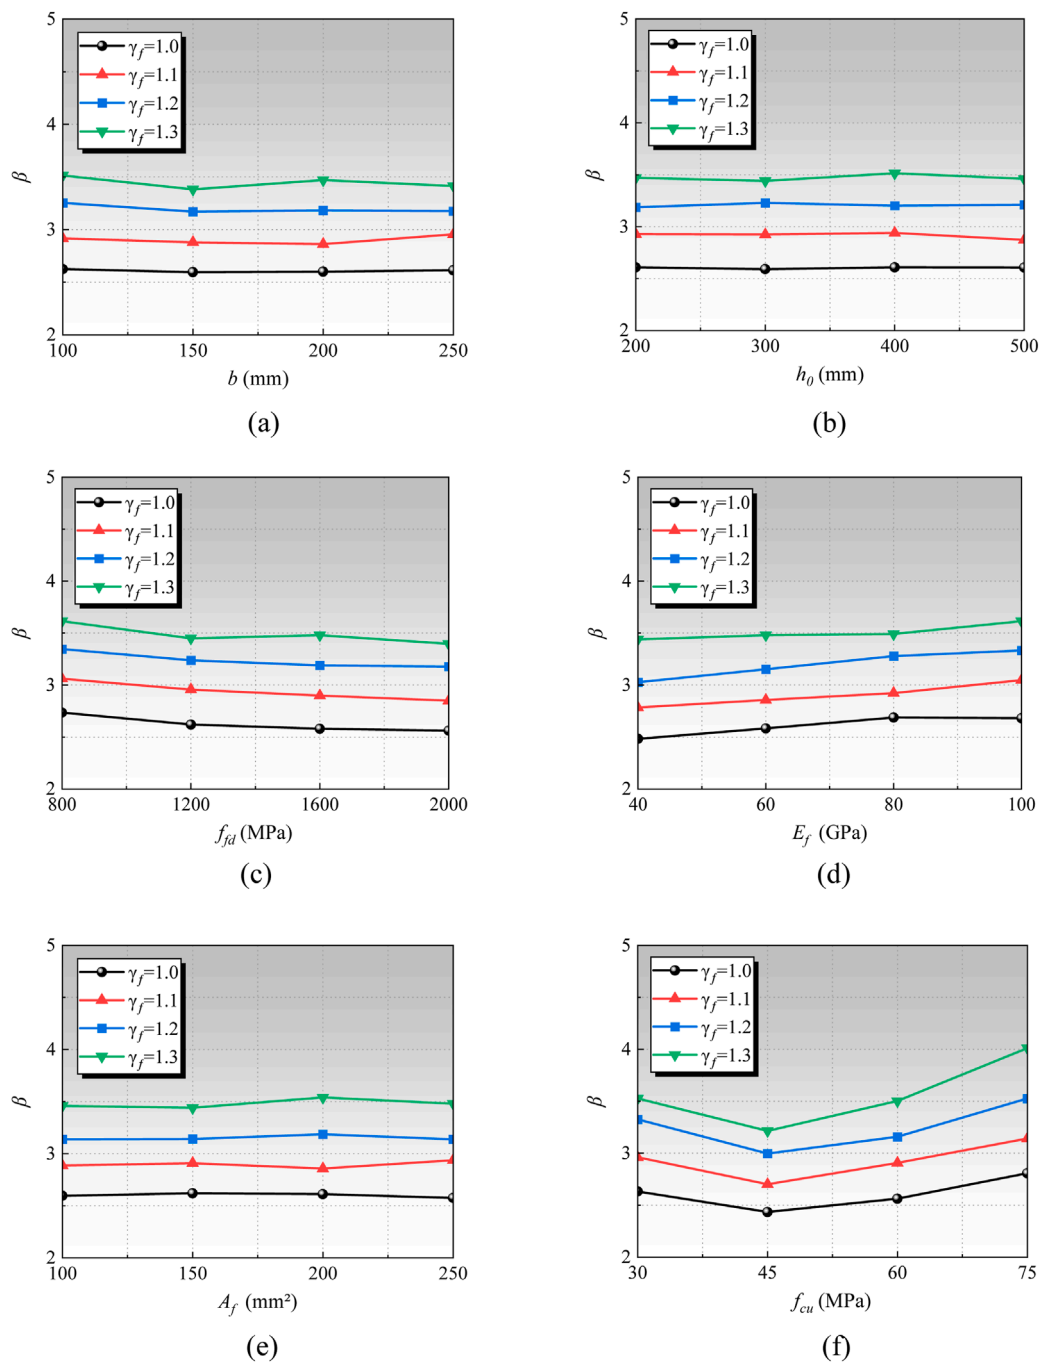 5
4
3
2
β
γf=1.0
γf=1.1
γf=1.2
γf=1.3
100 150 200 250
b (mm)
(a)
5
4
3
2
β
γf=1.0
γf=1.1
γf=1.2
γf=1.3
200 300 400 500
h0 (mm)
(b)
5
4
3
2
β
γf=1.0
γf=1.1
γf=1.2
γf=1.3
800 1200 1600 2000
ffd (MPa)
(c)
5
4
3
2
β
γf=1.0
γf=1.1
γf=1.2
γf=1.3
40 60 80 100
Ef (GPa)
(d)
5
4
3
2
β
γf=1.0
γf=1.1
γf=1.2
γf=1.3
100 150 200 250
Af (mm²)
(e)
5
4
3
2
β
γf=1.0
γf=1.1
γf=1.2
γf=1.3
30 45 60 75
fcu (MPa)
(f)